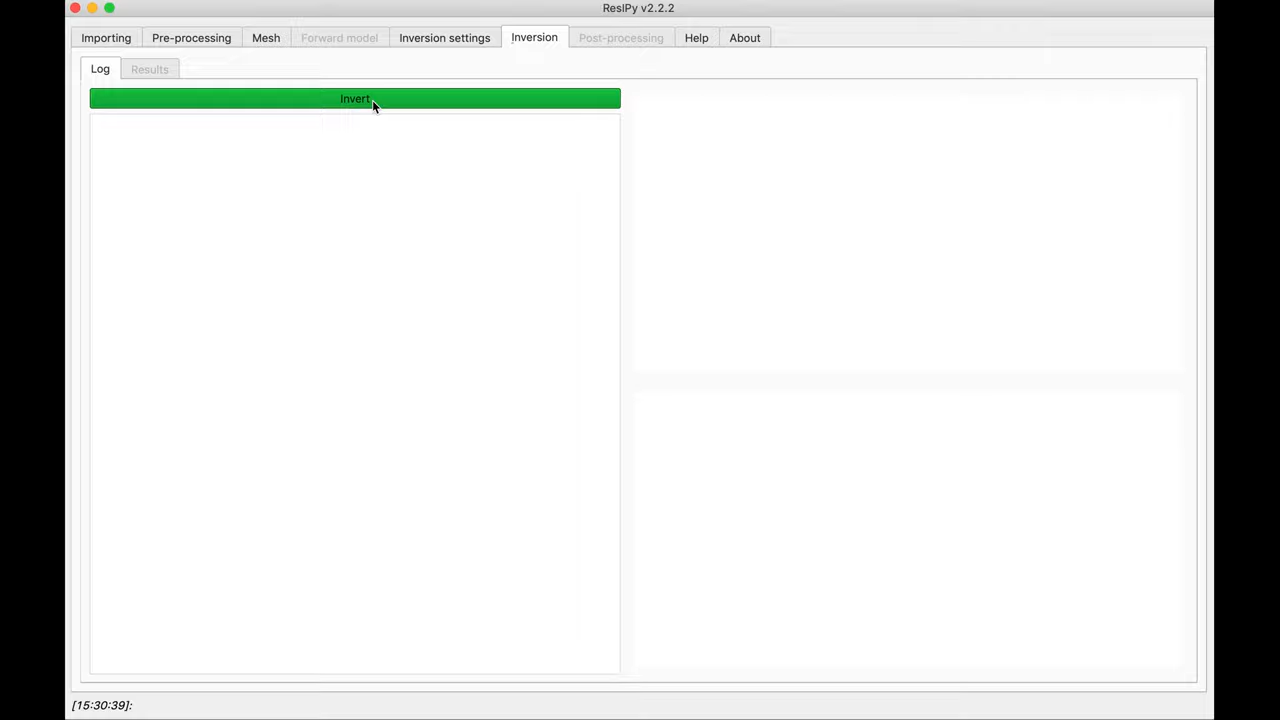 ResIPy v2.2.2
Importing Pre-processing Mesh Forward model Inversion settings Inversion Post-processing Help About
Log Results
Invert
[15:30:39]: